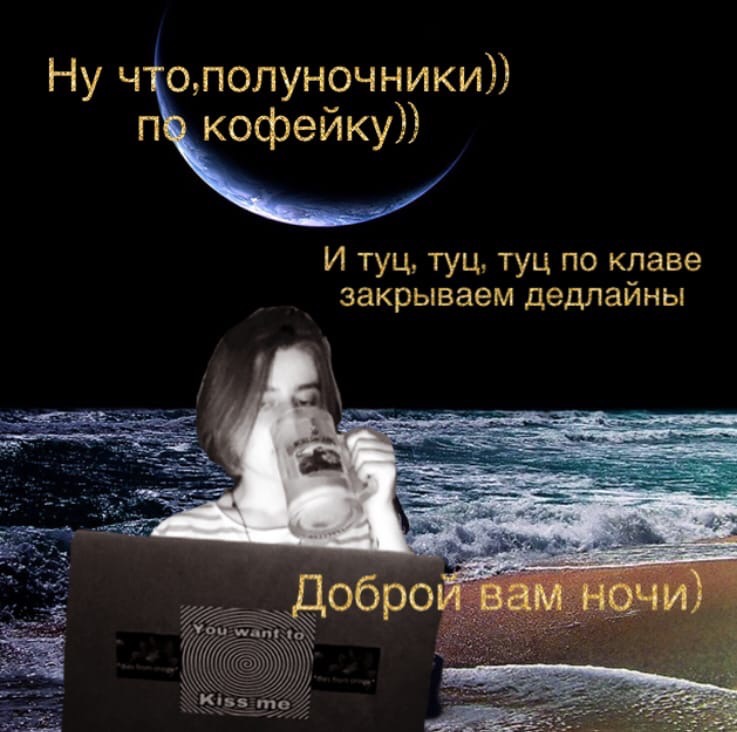 Ну что,полуночники))
по кофейку))
И туц, туц, туц по клаве
закрываем дедлайны
Доброй вам ночи)
You want to
Kiss me